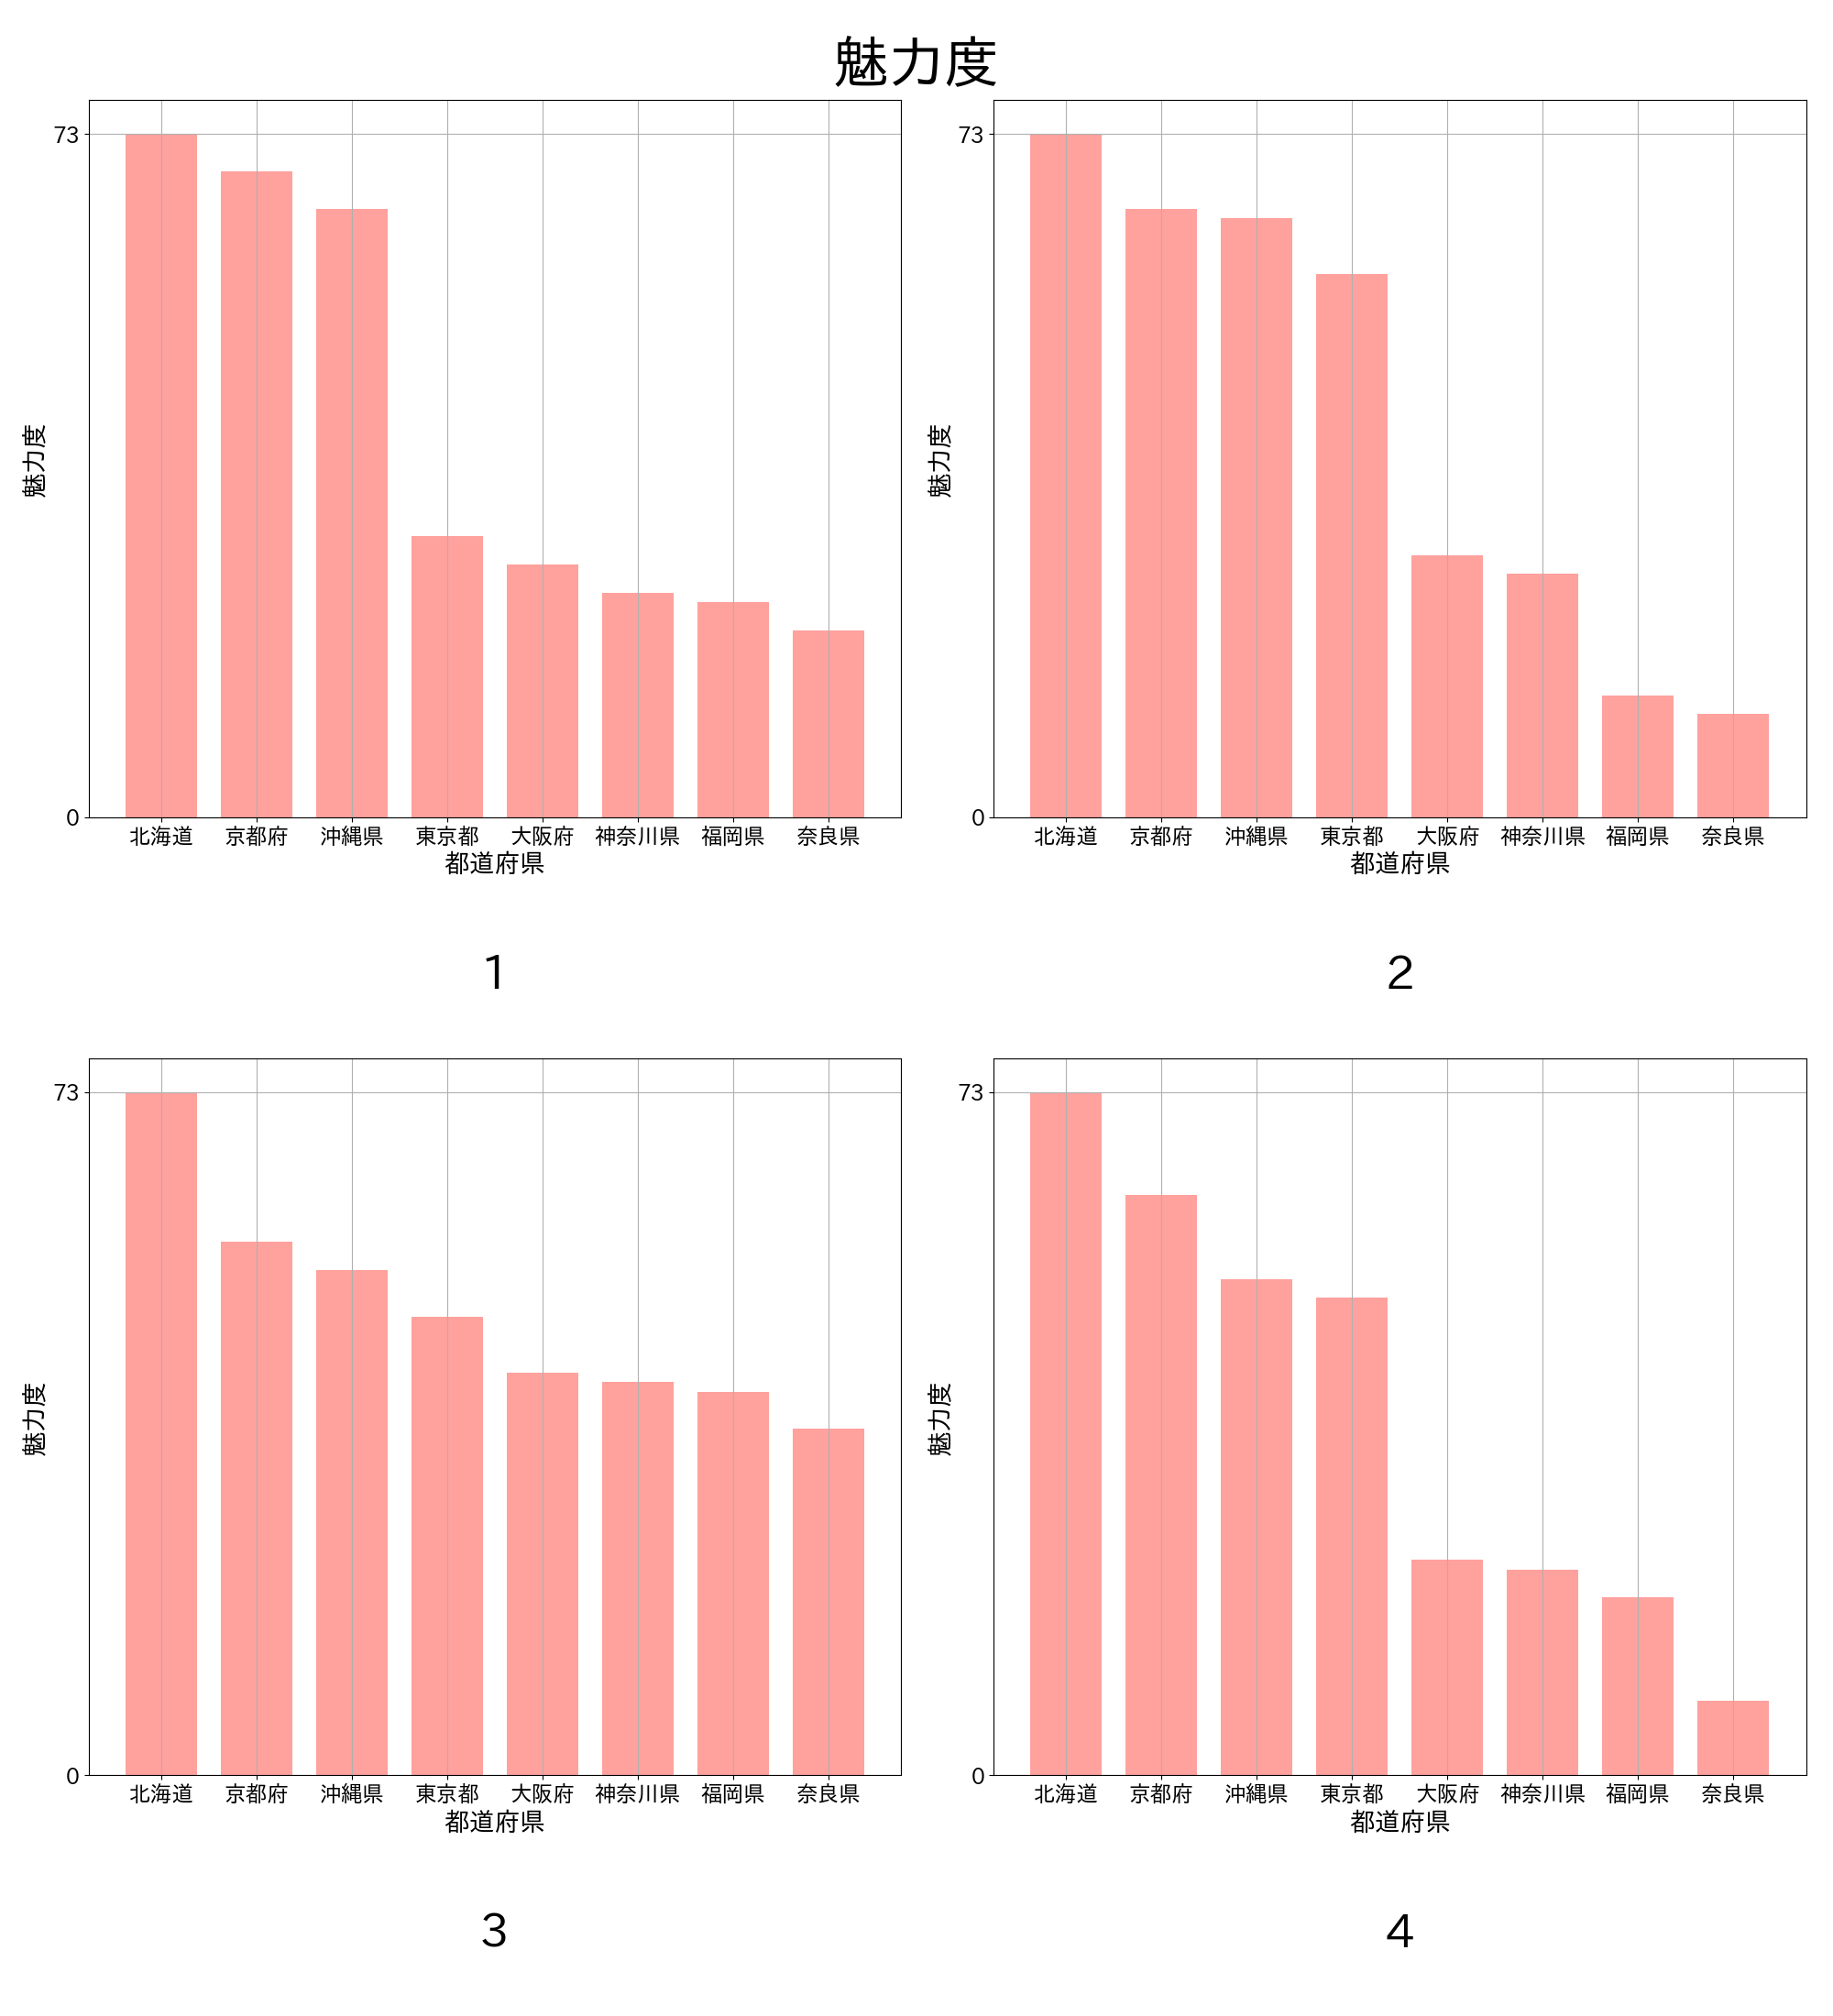 魅力度
73
0
魅力度
北海道 京都府 沖縄県 東京都 大阪府 神奈川県 福岡県 奈良県
都道府県
1
73
0
魅力度
北海道 京都府 沖縄県 東京都 大阪府 神奈川県 福岡県 奈良県
都道府県
2
73
0
魅力度
北海道 京都府 沖縄県 東京都 大阪府 神奈川県 福岡県 奈良県
都道府県
3
73
0
魅力度
北海道 京都府 沖縄県 東京都 大阪府 神奈川県 福岡県 奈良県
都道府県
4